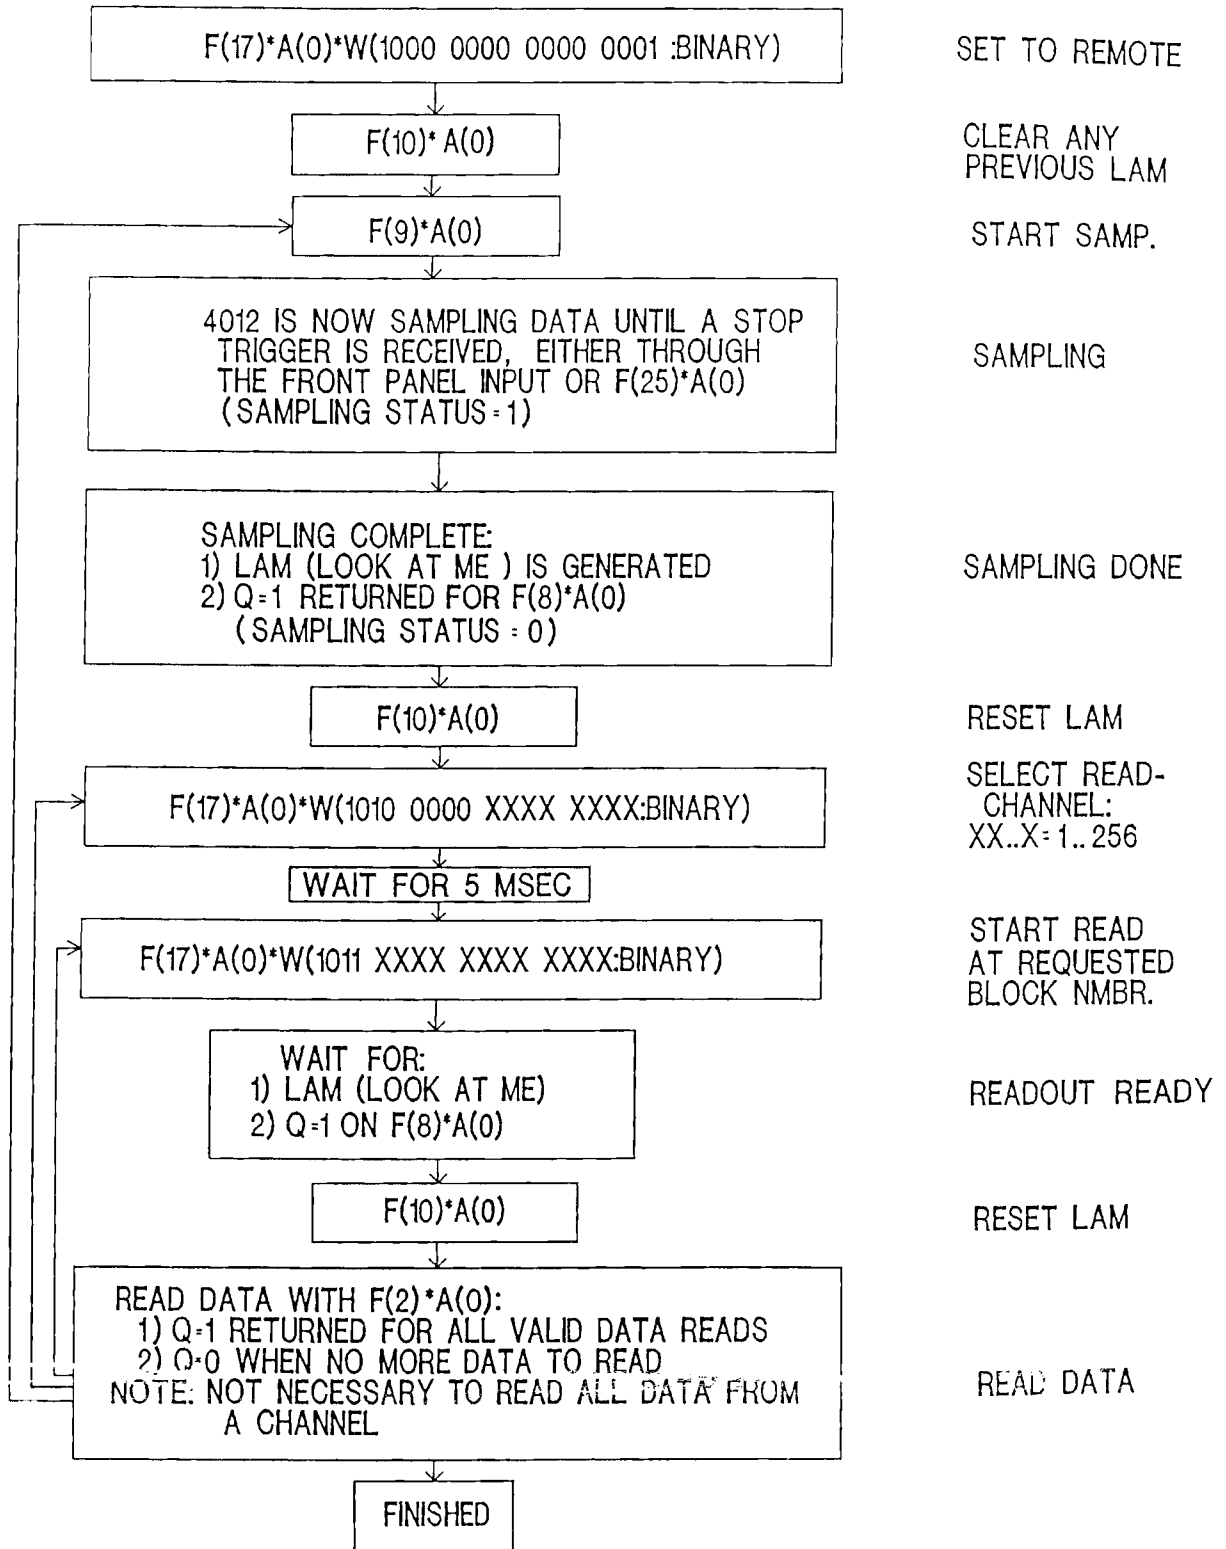 F(17)*A(0)*W(1000 0000 0000 0001 :BINARY)
SET TO REMOTE
F(10)* A(0)
CLEAR ANY
PREVIOUS LAM
F(9)*A(0)
START SAMP.
4012 IS NOW SAMPLING DATA UNTIL A STOP
TRIGGER IS RECEIVED, EITHER THROUGH
THE FRONT PANEL INPUT OR F(25)*A(0)
(SAMPLING STATUS=1)
SAMPLING
SAMPLING COMPLETE:
1) LAM (LOOK AT ME ) IS GENERATED
2) Q=1 RETURNED FOR F(8)*A(0)
(SAMPLING STATUS = 0)
SAMPLING DONE
F(10)*A(0)
RESET LAM
F(17)*A(0)*W(1010 0000 XXXX XXXX:BINARY)
SELECT READ-
CHANNEL:
XX..X=1..256
WAIT FOR 5 MSEC
F(17)*A(0)*W(1011 XXXX XXXX XXXX:BINARY)
START READ
AT REQUESTED
BLOCK NMBR.
WAIT FOR:
1) LAM (LOOK AT ME)
2) Q=1 ON F(8)*A(0)
READOUT READY
F(10)*A(0)
RESET LAM
READ DATA WITH F(2)*A(0):
1) Q=1 RETURNED FOR ALL VALID DATA READS
2) Q=0 WHEN NO MORE DATA TO READ
NOTE: NOT NECESSARY TO READ ALL DATA FROM
A CHANNEL
READ DATA
FINISHED